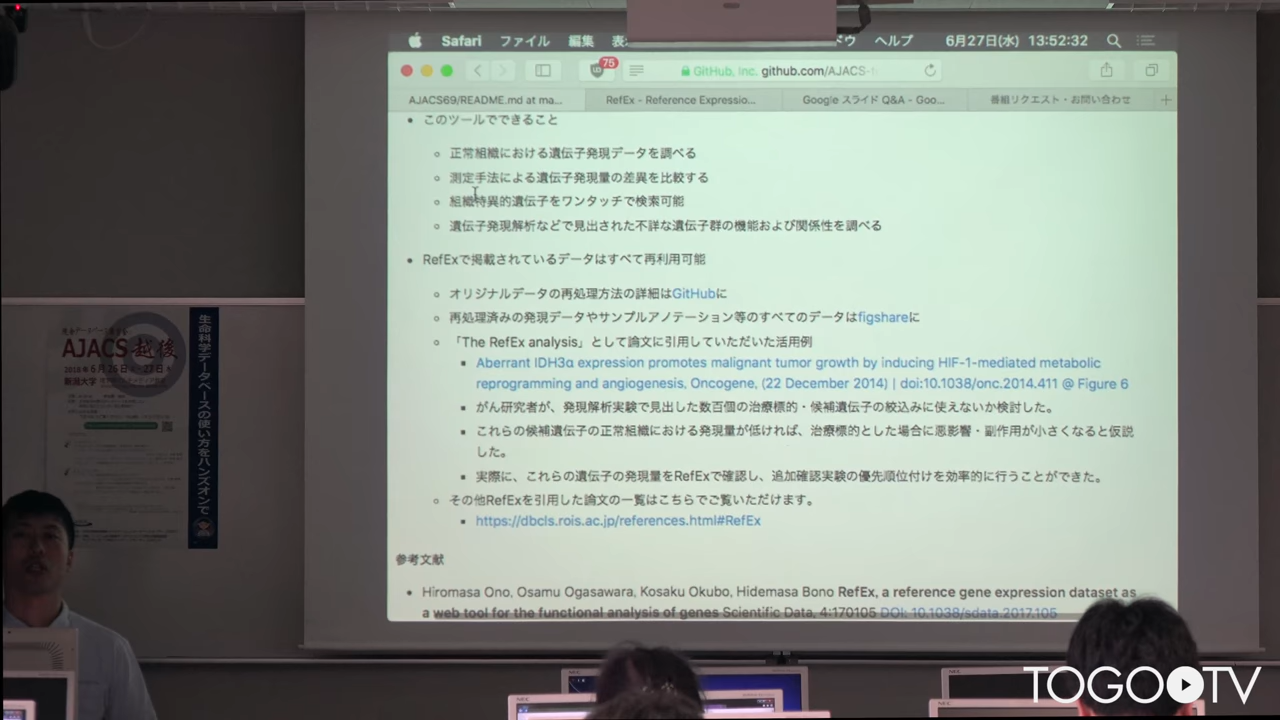 Safari ファイル 編集 表 ドウ ヘルプ 6月27日(水) 13:52:32
75 GitHub, Inc. github.com/AJACS-t
AJACS69/README.md at ma... RefEx - Reference Expressio... Google スライド Q&A - Goo... 番組リクエスト・お問い合わせ
このツールでできること
正常組織における遺伝子発現データを調べる
測定手法による遺伝子発現量の差異を比較する
組織特異的遺伝子をワンタッチで検索可能
遺伝子発現解析などで見出された不詳な遺伝子群の機能および関係性を調べる
RefExで掲載されているデータはすべて再利用可能
オリジナルデータの再処理方法の詳細はGitHubに
再処理済みの発現データやサンプルアノテーション等のすべてのデータはfigshareに
「The RefEx analysis」として論文に引用していただいた活用例
Aberrant IDH3α expression promotes malignant tumor growth by inducing HIF-1-mediated metabolic
reprogramming and angiogenesis, Oncogene, (22 December 2014) | doi:10.1038/onc.2014.411 @ Figure 6
がん研究者が、発現解析実験で見出した数百個の治療標的・候補遺伝子の絞込みに使えないか検討した。
これらの候補遺伝子の正常組織における発現量が低ければ、治療標的とした場合に悪影響・副作用が小さくなると仮説
した。
実際に、これらの遺伝子の発現量をRefExで確認し、追加確認実験の優先順位付けを効率的に行うことができた。
その他RefExを引用した論文の一覧はこちらでご覧いただけます。
https://dbcls.rois.ac.jp/references.html#RefEx
参考文献
Hiromasa Ono, Osamu Ogasawara, Kosaku Okubo, Hidemasa Bono RefEx, a reference gene expression dataset as
a web tool for the functional analysis of genes Scientific Data, 4:170105 DOI: 10.1038/sdata.2017.105
AJACS 越後
新潟大学
生命科学データベースの使い方をハンズオンで
NEC
NEC
NEC
NEC
TOGO TV